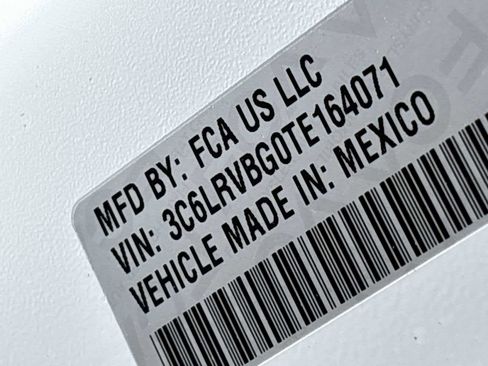 MFD BY: FCA US LLC
VIN: 3C6LRVBG0TE164071
VEHICLE MADE IN: MEXICO